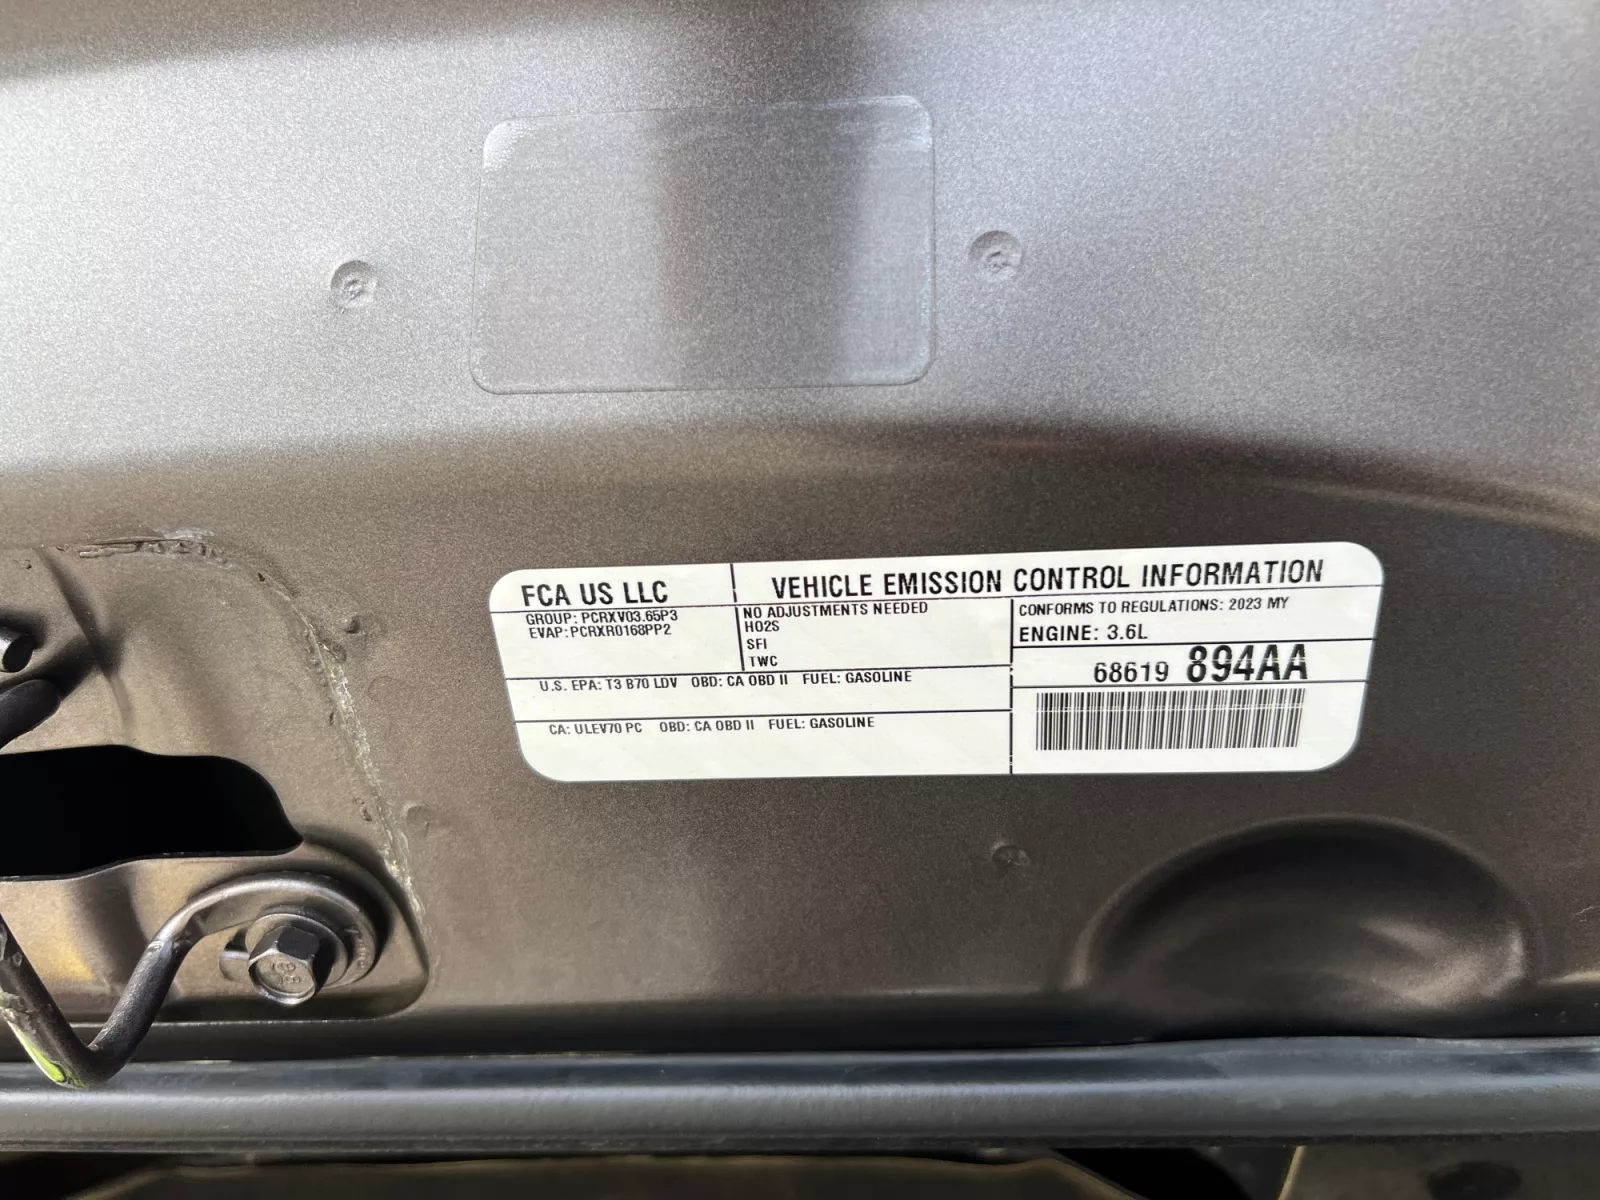 FCA US LLC
VEHICLE EMISSION CONTROL INFORMATION
GROUP: PCRXV03.65P3
EVAP:PCRXR0168PP2
NO ADJUSTMENTS NEEDED
HO2S
SFI
TWC
CONFORMS TO REGULATIONS: 2023 MY
ENGINE: 3.6L
68619 894AA
U.S. EPA: T3 B70 LDV OBD: CA OBD II FUEL: GASOLINE
CA: ULEV70 PC OBD: CA OBD II FUEL: GASOLINE